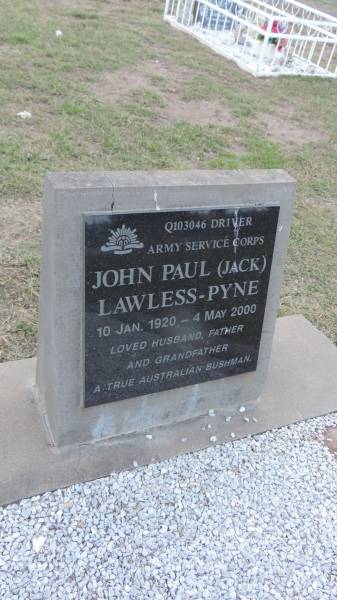 Q103046 DRIVER
ARMY SERVICE CORPS
JOHN PAUL (JACK)
LAWLESS-PYNE
10 JAN. 1920 – 4 MAY 2000
LOVED HUSBAND, FATHER
AND GRANDFATHER
A TRUE AUSTRALIAN BUSHMAN.